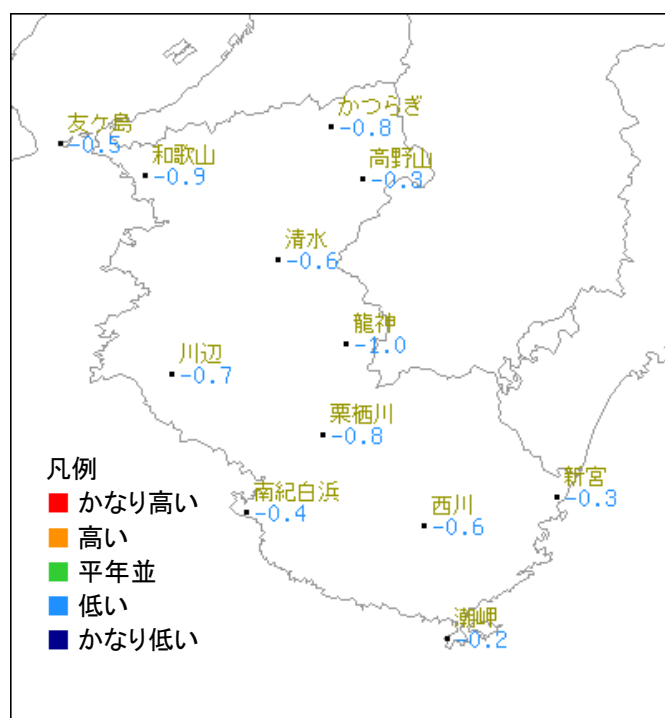 かつらぎ
-0.8
友ケ島
-0.5
和歌山
-0.9
高野山
-0.3
清水
-0.6
龍神
-1.0
川辺
-0.7
栗栖川
-0.8
凡例
かなり高い
高い
平年並
低い
かなり低い
南紀白浜
-0.4
西川
-0.6
新宮
-0.3
潮岬
-0.2